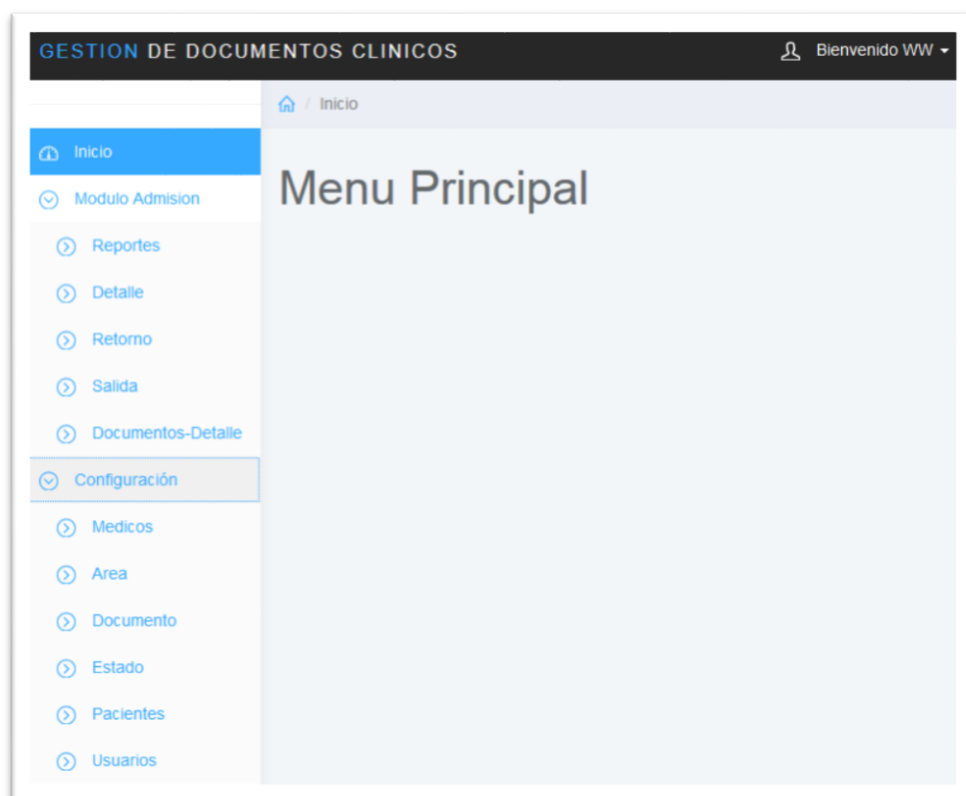 GESTION DE DOCUMENTOS CLINICOS
Bienvenido WW
/ Inicio
Inicio
Menu Principal
Modulo Admision
Reportes
Detalle
Retorno
Salida
Documentos-Detalle
Configuración
Medicos
Area
Documento
Estado
Pacientes
Usuarios